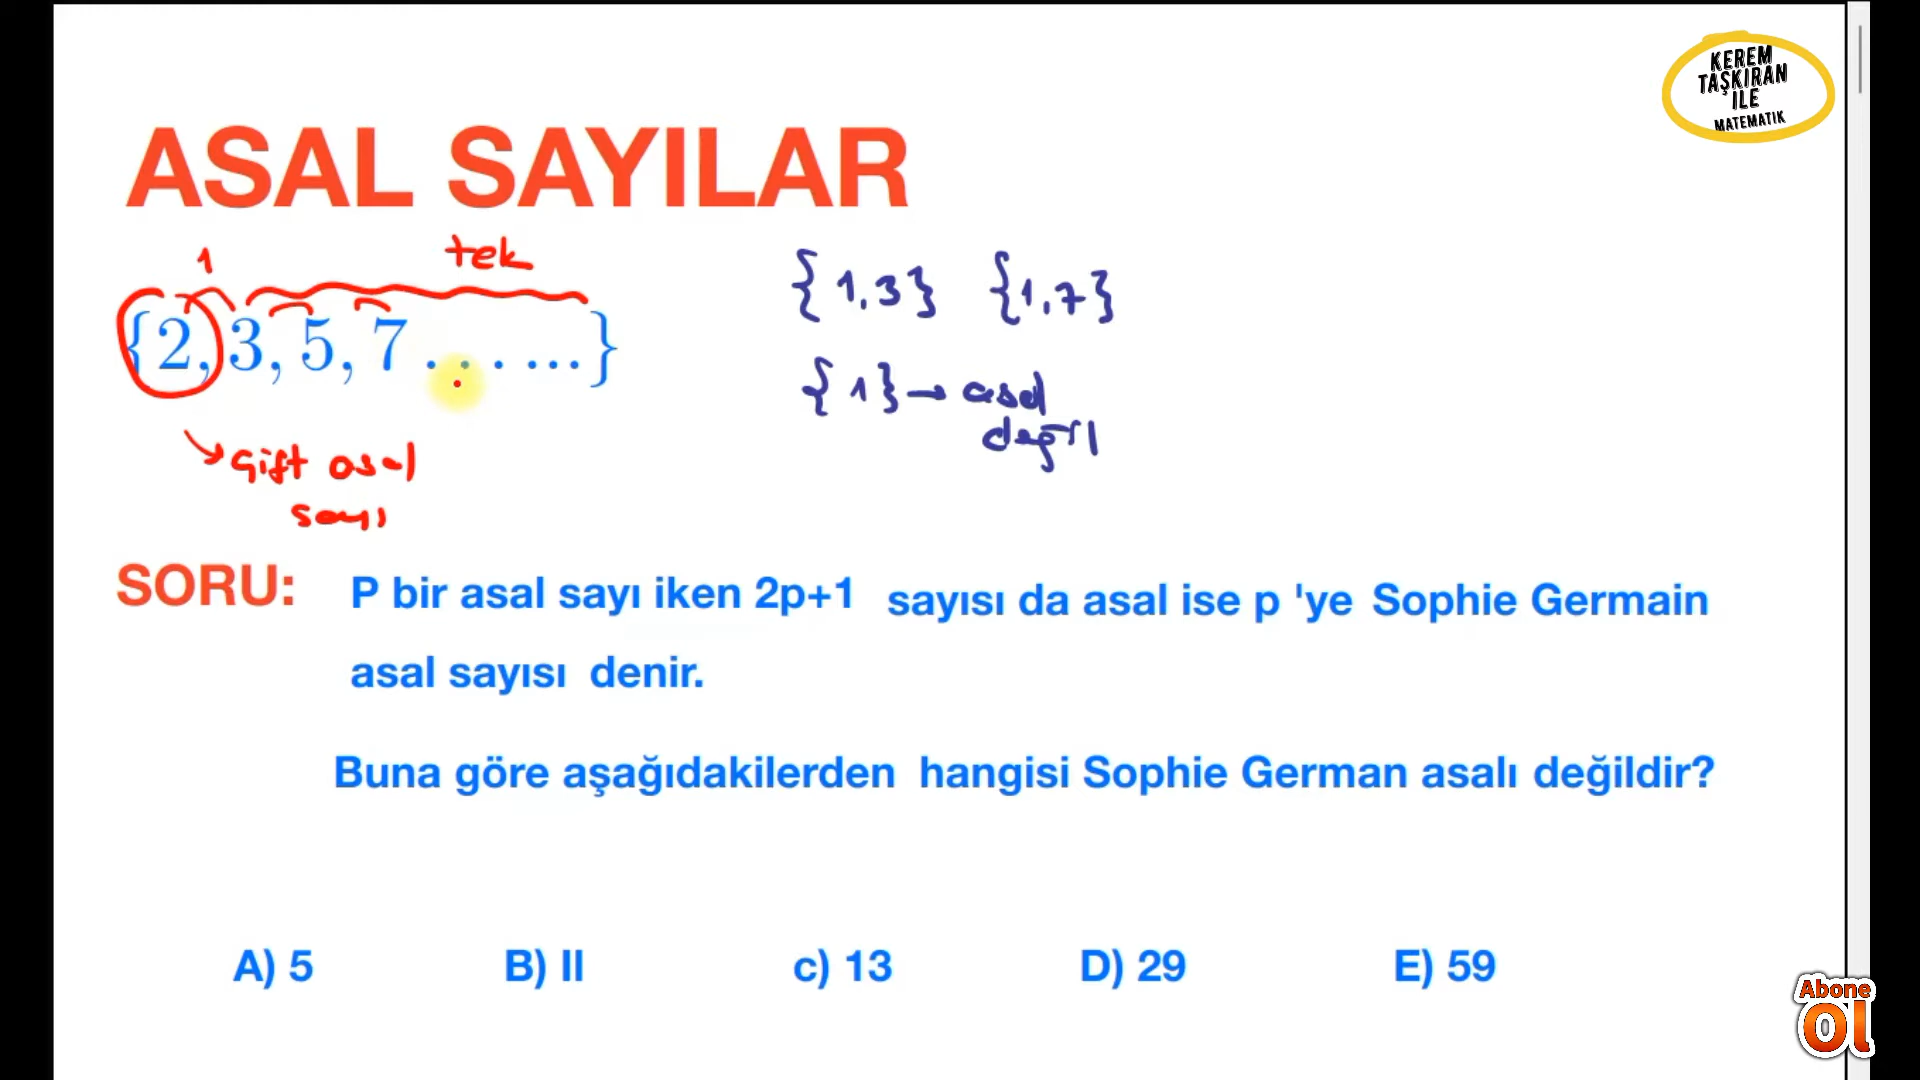 KEREM
TAŞKIRAN
ILE
MATEMATIK
ASAL SAYILAR
1 tek
{2, 3, 5, 7 . . . ... }
{1,3} {1,7}
{1} → asal
değil
çift asal
sayı
SORU: P bir asal sayı iken 2p+1 sayısı da asal ise p 'ye Sophie Germain
asal sayısı denir.
Buna göre aşağıdakilerden hangisi Sophie German asalı değildir?
A) 5 B) II c) 13 D) 29 E) 59
Abone
Ol